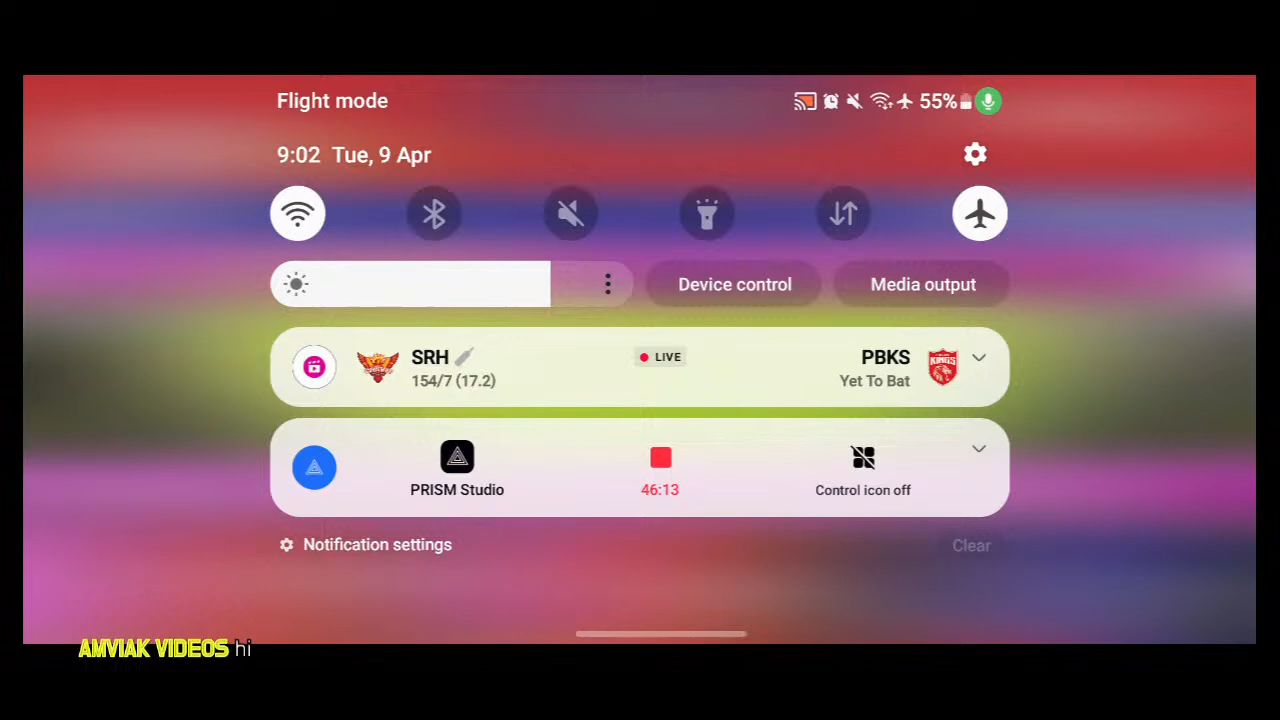 Flight mode
55%
9:02 Tue, 9 Apr
Device control
Media output
SRH
LIVE
PBKS
154/7 (17.2)
Yet To Bat
KINGS
PRISM Studio
46:13
Control icon off
Notification settings
Clear
AMVIAK VIDEOS hi